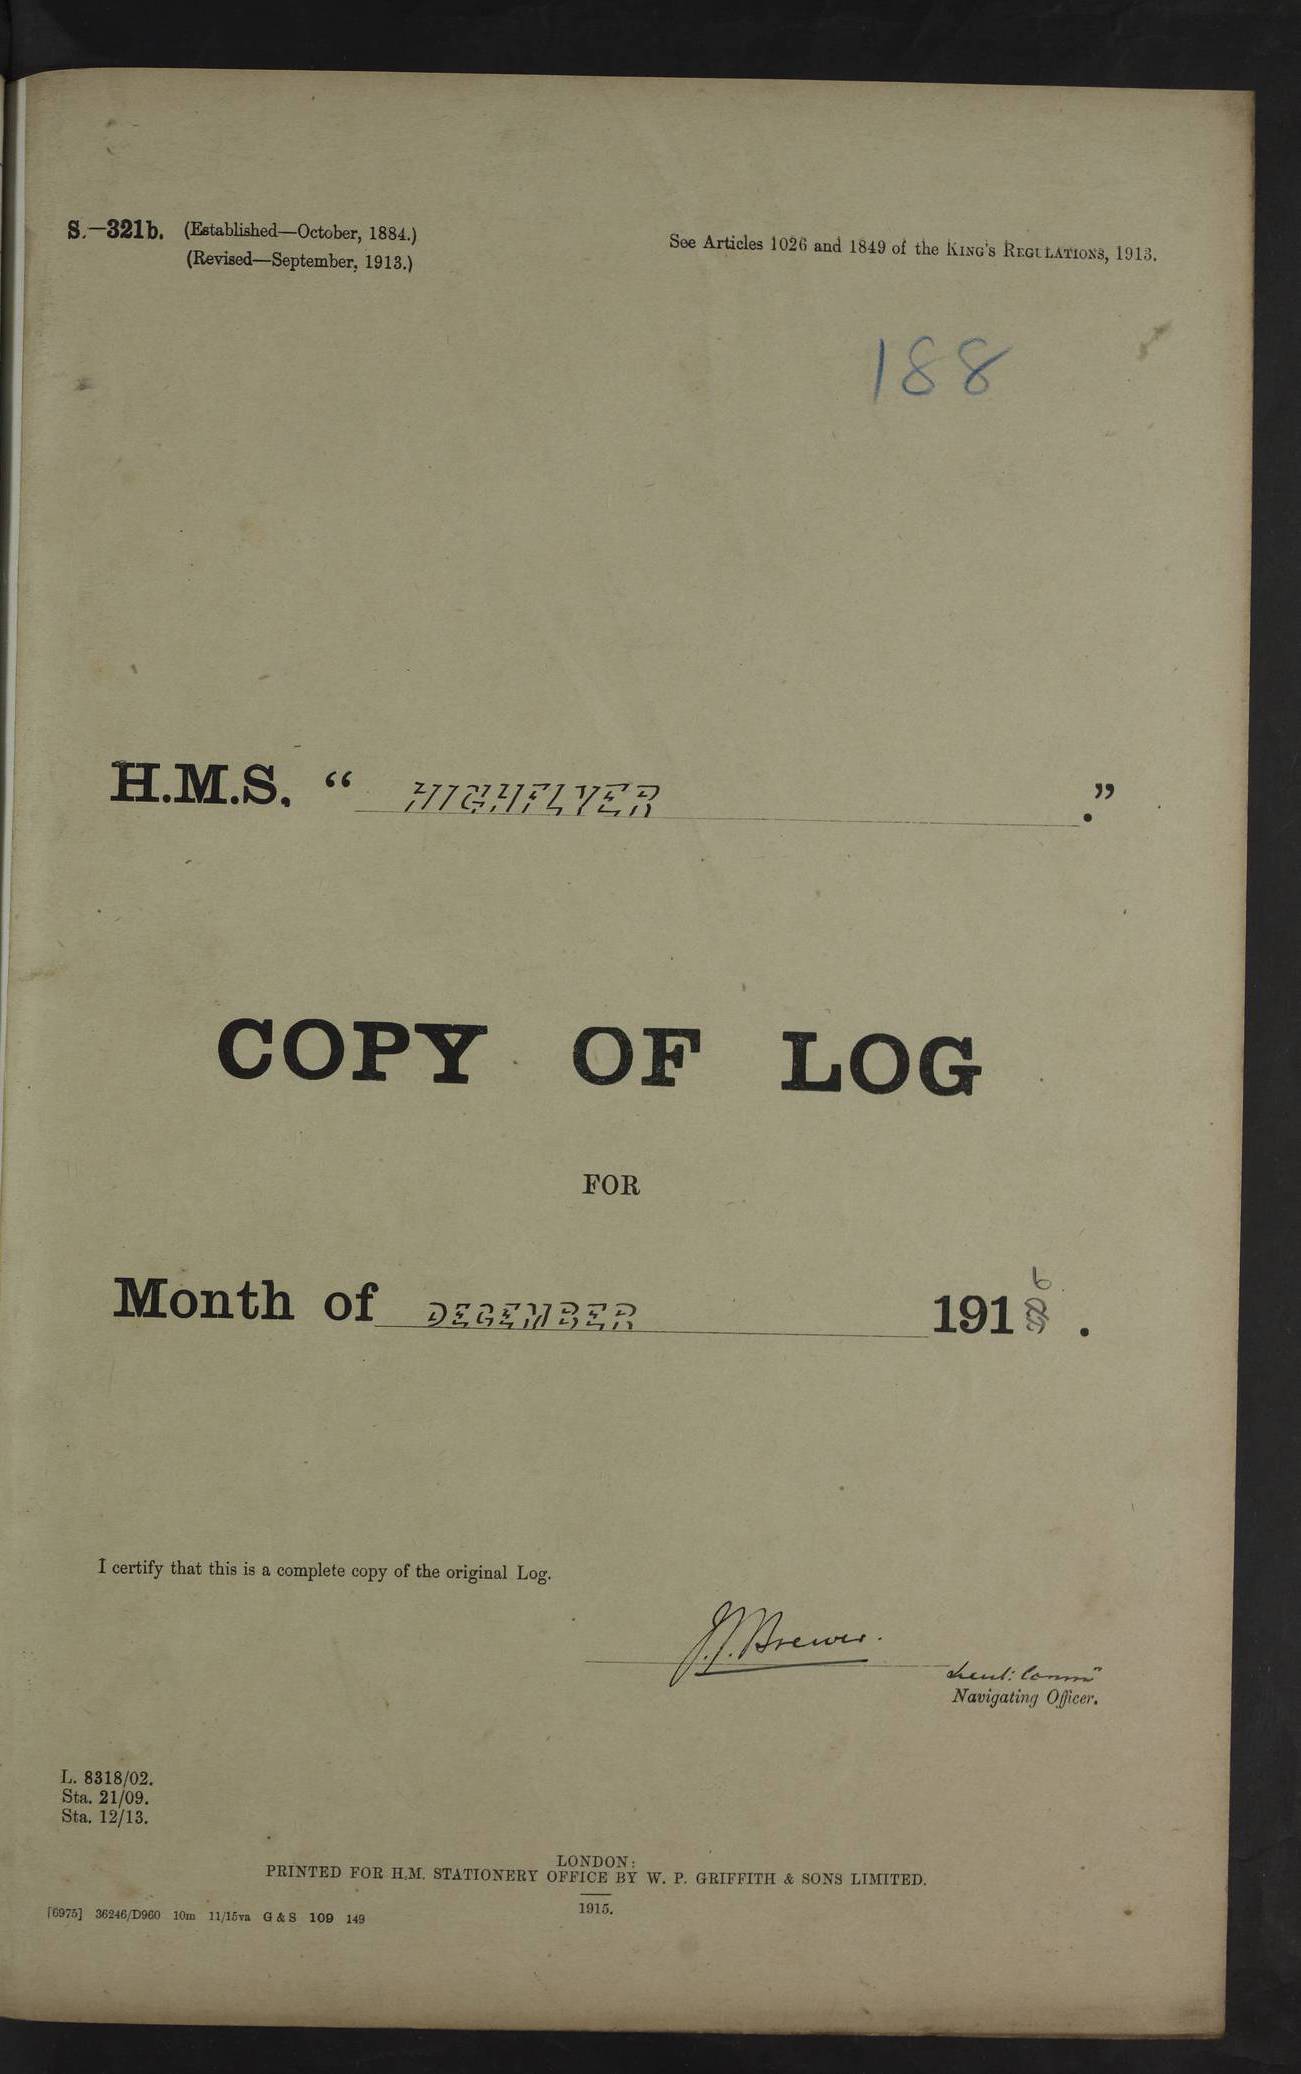 S.—321b. (Established—October, 1884.)
(Revised—September, 1913.)
See Articles 1026 and 1849 of the KING'S REGULATIONS, 1913.
188
H.M.S. “ HIGHFLYER .”
COPY OF LOG
FOR
Month of DECEMBER 1916.
I certify that this is a complete copy of the original Log.
J.J. Brewer.
Lieut: Comm^r
Navigating Officer.
L. 8318/02.
Sta. 21/09.
Sta. 12/13.
LONDON:
PRINTED FOR H.M. STATIONERY OFFICE BY W. P. GRIFFITH & SONS LIMITED.
1915.
[6975] 36246/D960 10m 11/15va G & S 109 149